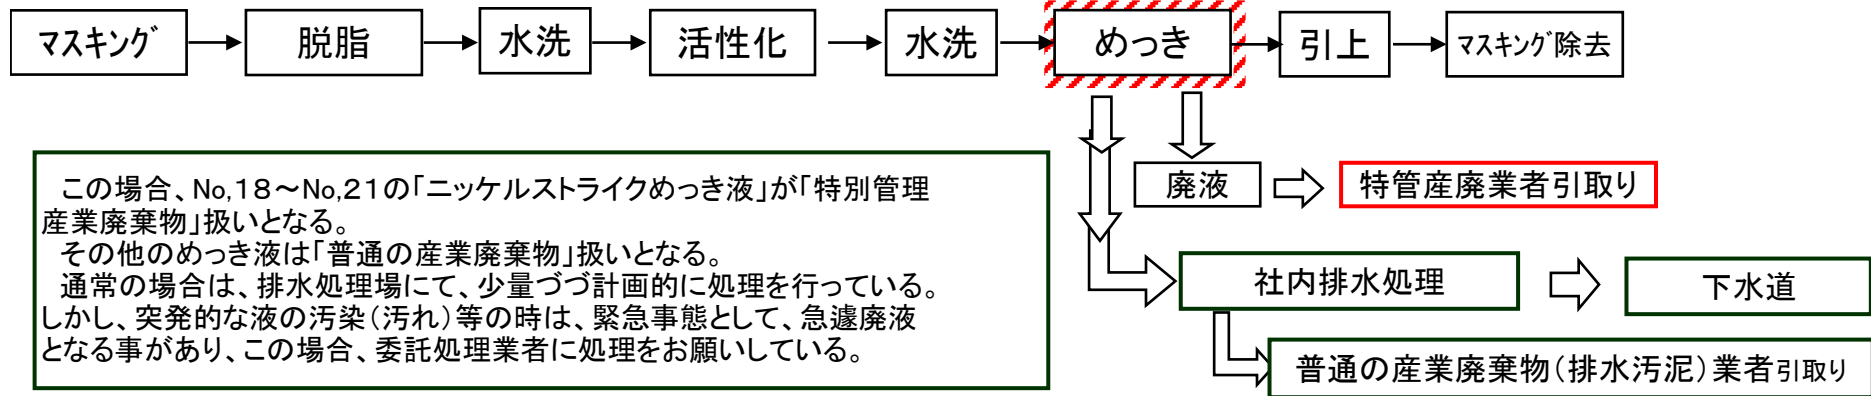 マスキング
脱脂
水洗
活性化
水洗
めっき
引上
マスキング除去
この場合、No,18～No,21の「ニッケルストライクめっき液」が「特別管理
産業廃棄物」扱いとなる。
その他のめっき液は「普通の産業廃棄物」扱いとなる。
通常の場合は、排水処理場にて、少量づづ計画的に処理を行っている。
しかし、突発的な液の汚染（汚れ）等の時は、緊急事態として、急遽廃液
となる事があり、この場合、委託処理業者に処理をお願いしている。
廃液
特管産廃業者引取り
社内排水処理
下水道
普通の産業廃棄物（排水汚泥）業者引取り